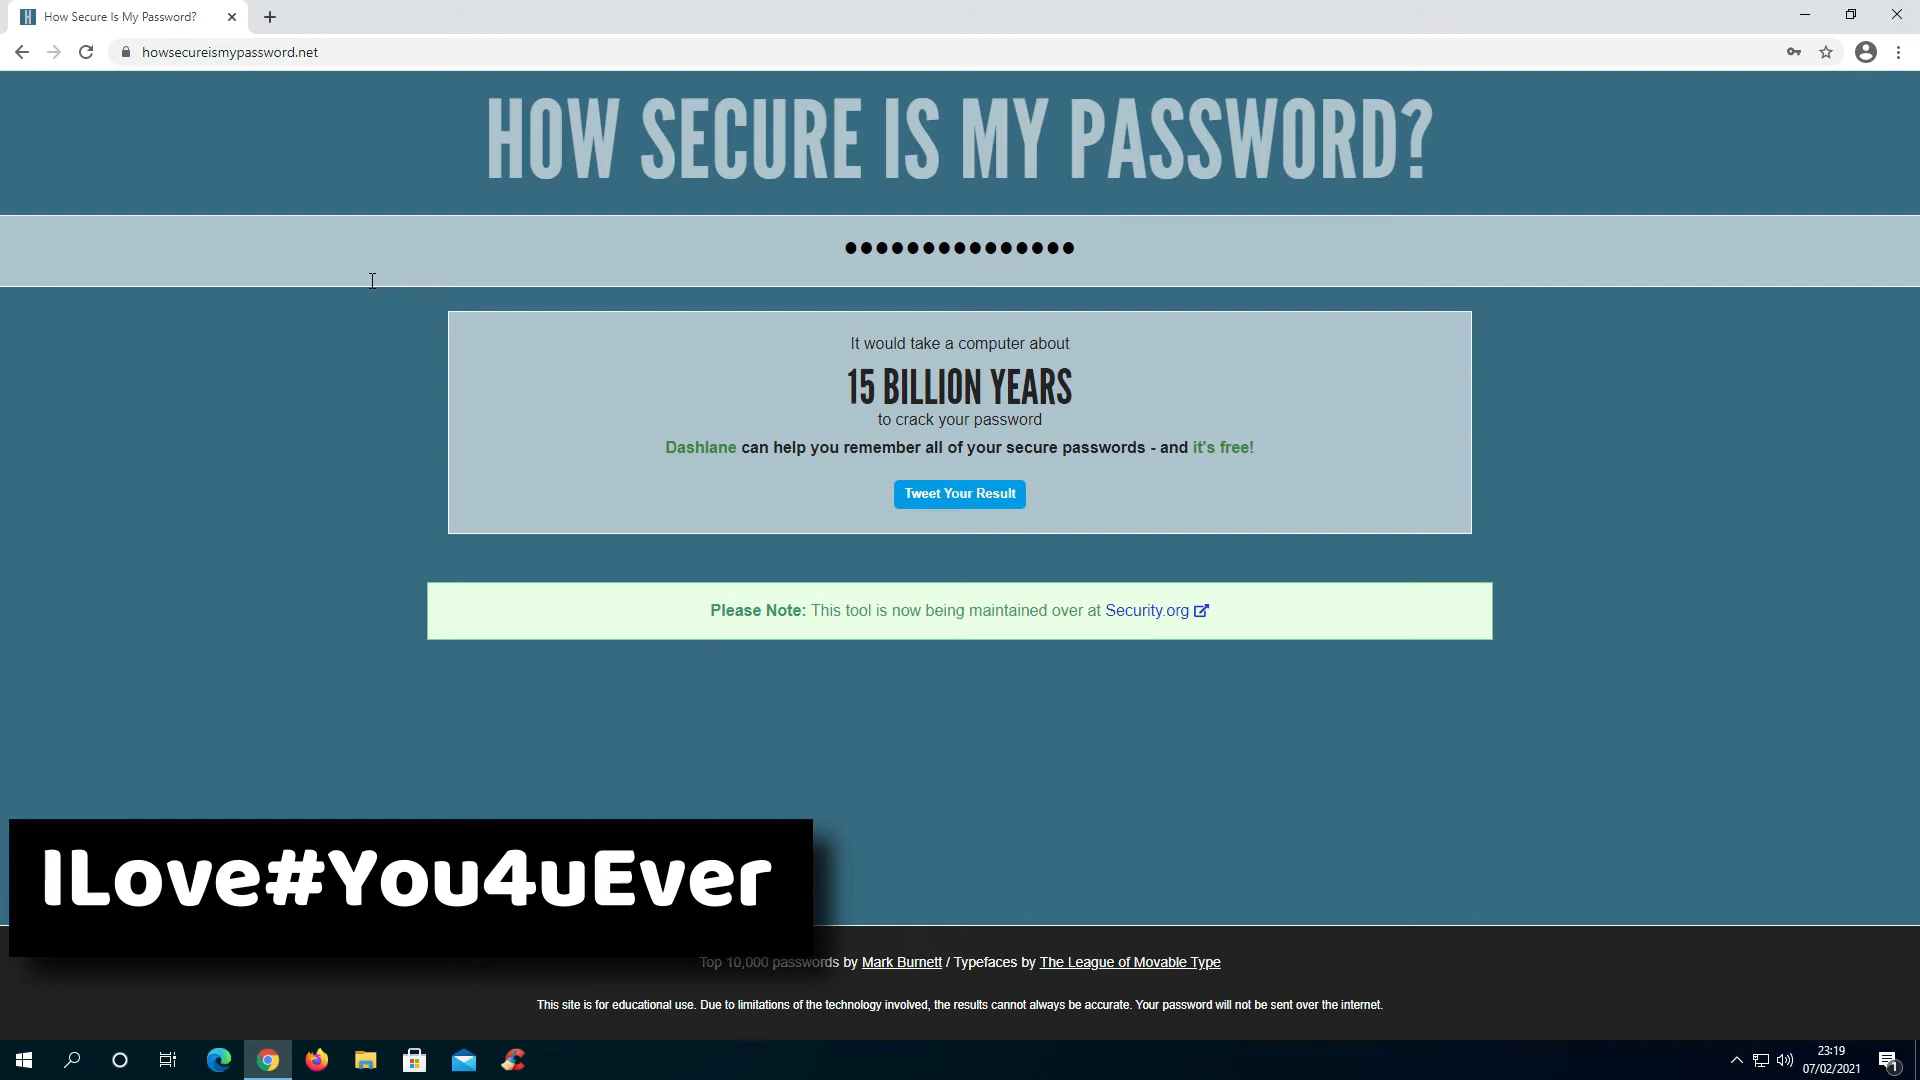 How Secure Is My Password?
howsecureismypassword.net
HOW SECURE IS MY PASSWORD?
●●●●●●●●●●●●●●●
It would take a computer about
15 BILLION YEARS
to crack your password
Dashlane can help you remember all of your secure passwords - and it's free!
Tweet Your Result
Please Note: This tool is now being maintained over at Security.org
ILove#You4uEver
Top 10,000 passwords by Mark Burnett / Typefaces by The League of Movable Type
This site is for educational use. Due to limitations of the technology involved, the results cannot always be accurate. Your password will not be sent over the internet.
23:19
07/02/2021
1